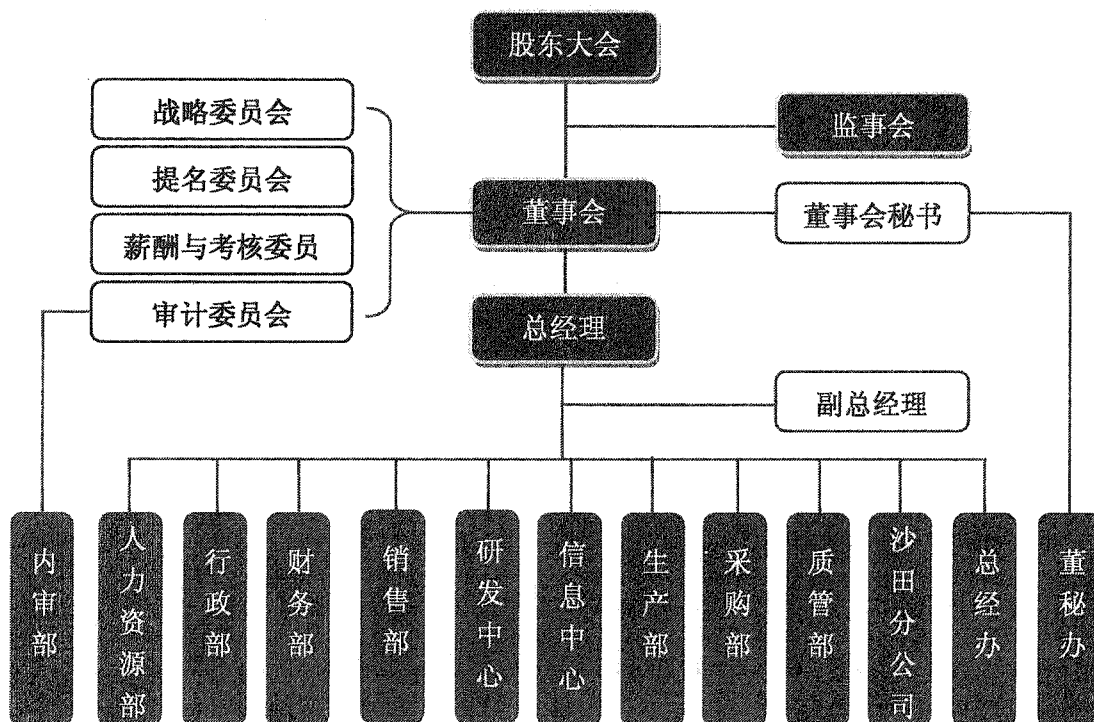 股东大会
战略委员会
监事会
提名委员会
董事会
董事会秘书
薪酬与考核委员
审计委员会
总经理
副总经理
内审部
人力资源部
行政部
财务部
销售部
研发中心
信息中心
生产部
采购部
质管部
沙田分公司
总经办
董秘办